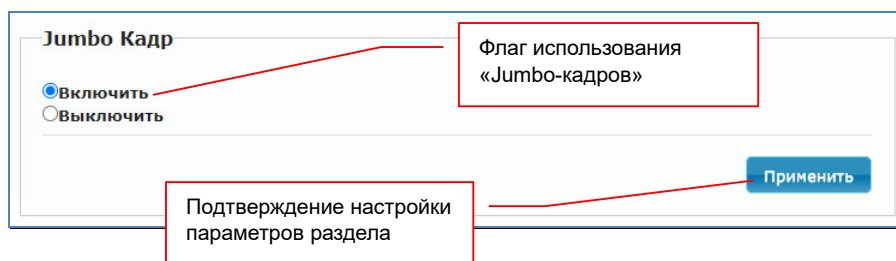 Jumbo Кадр
Флаг использования
«Jumbo-кадров»
Включить
Выключить
Применить
Подтверждение настройки
параметров раздела